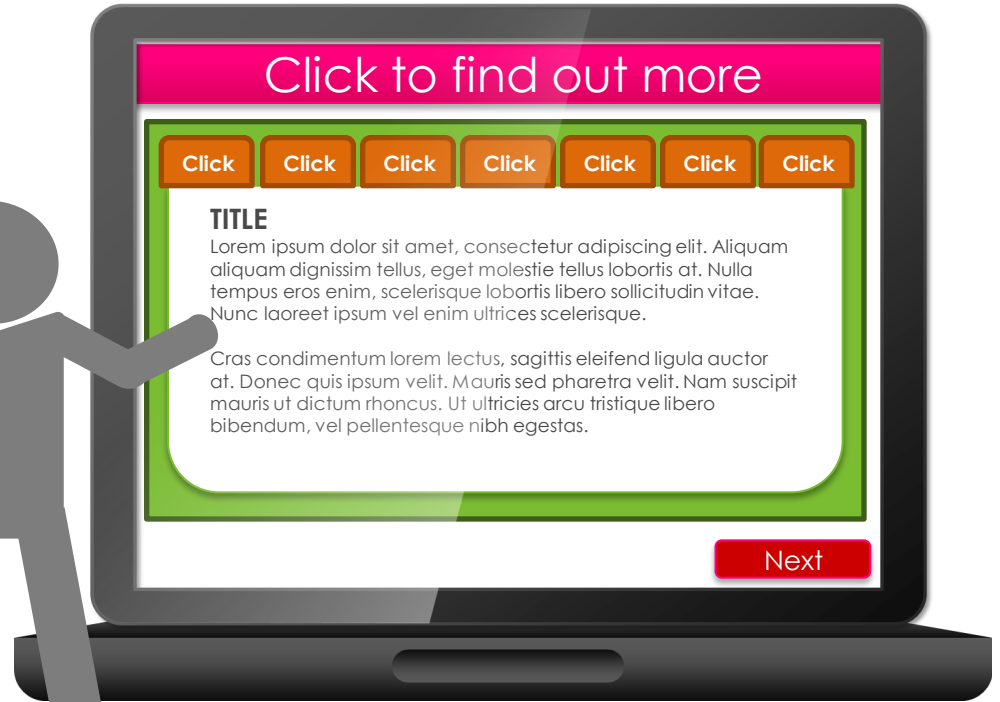 Click to find out more
Click Click Click Click Click Click Click
TITLE
Lorem ipsum dolor sit amet, consectetur adipiscing elit. Aliquam
aliquam dignissim tellus, eget molestie tellus lobortis at. Nulla
tempus eros enim, scelerisque lobortis libero sollicitudin vitae.
Nunc laoreet ipsum vel enim ultrices scelerisque.
Cras condimentum lorem lectus, sagittis eleifend ligula auctor
at. Donec quis ipsum velit. Mauris sed pharetra velit. Nam suscipit
mauris ut dictum rhoncus. Ut ultricies arcu tristique libero
bibendum, vel pellentesque nibh egestas.
Next